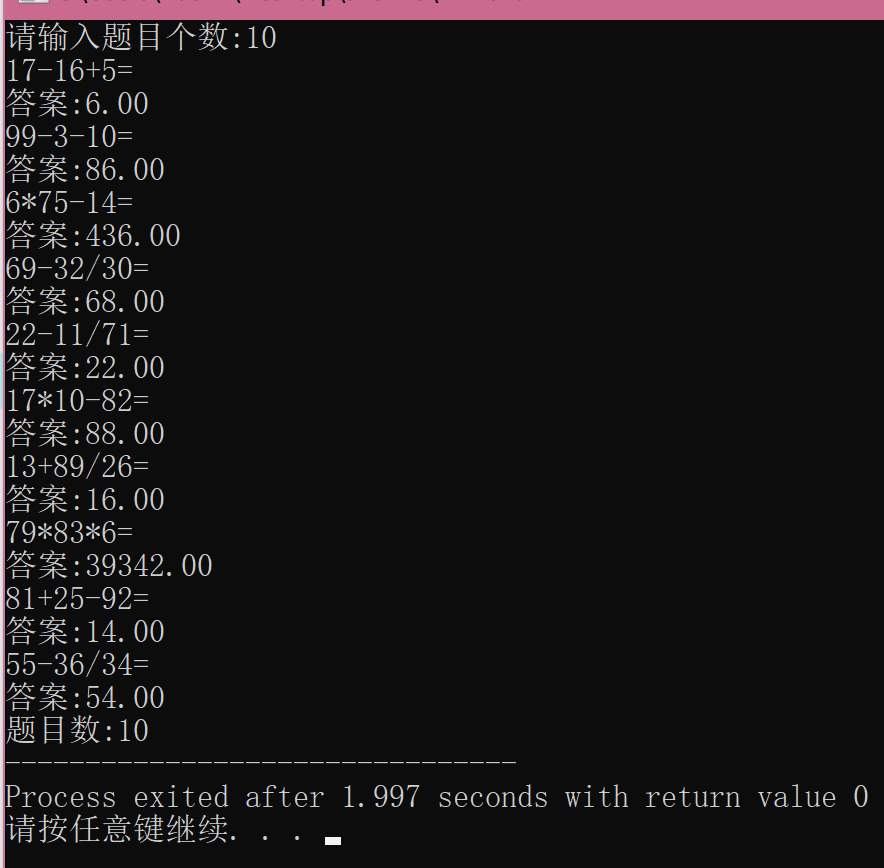 请输入题目个数:10
17-16+5=
答案:6.00
99-3-10=
答案:86.00
6*75-14=
答案:436.00
69-32/30=
答案:68.00
22-11/71=
答案:22.00
17*10-82=
答案:88.00
13+89/26=
答案:16.00
79*83*6=
答案:39342.00
81+25-92=
答案:14.00
55-36/34=
答案:54.00
题目数:10
--------------------------------
Process exited after 1.997 seconds with return value 0
请按任意键继续. . .